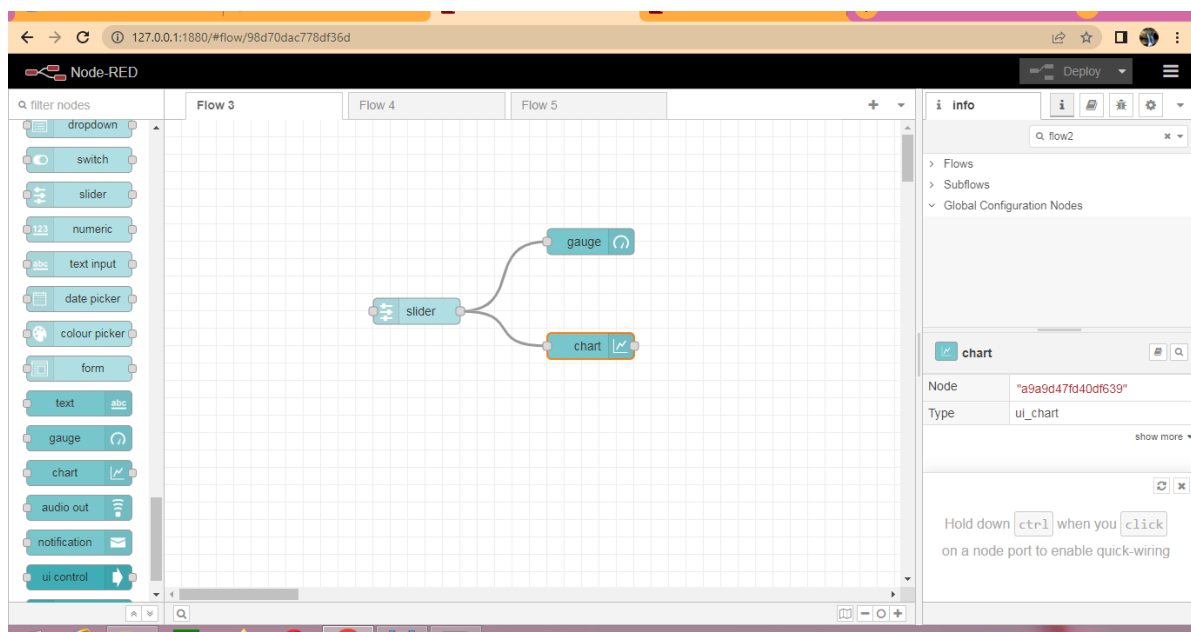 127.0.0.1:1880/#flow/98d70dac778df36d
Node-RED
Deploy
filter nodes
dropdown
switch
slider
123 numeric
abc text input
date picker
colour picker
form
text abc
gauge
chart
audio out
notification
ui control
Flow 3
Flow 4
Flow 5
slider
gauge
chart
i info
i
flow2
Flows
Subflows
Global Configuration Nodes
chart
Node "a9a9d47fd40df639"
Type ui_chart
show more
Hold down ctrl when you click
on a node port to enable quick-wiring